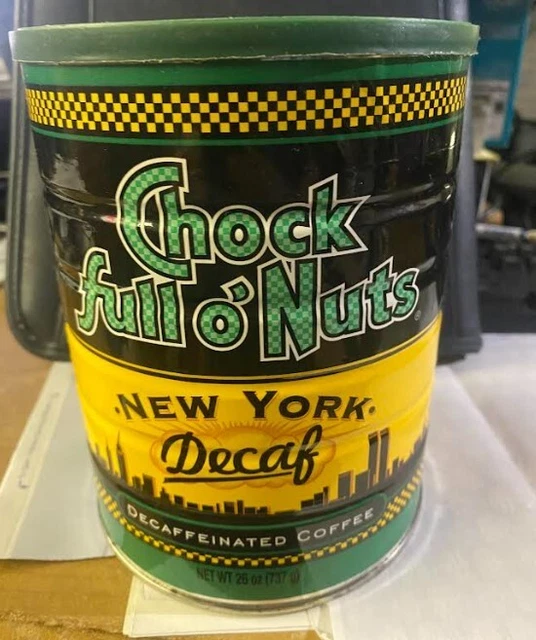 Chock
full o' Nuts
·NEW YORK·
Decaf
DECAFFEINATED COFFEE
NET WT 26 oz (737 g)